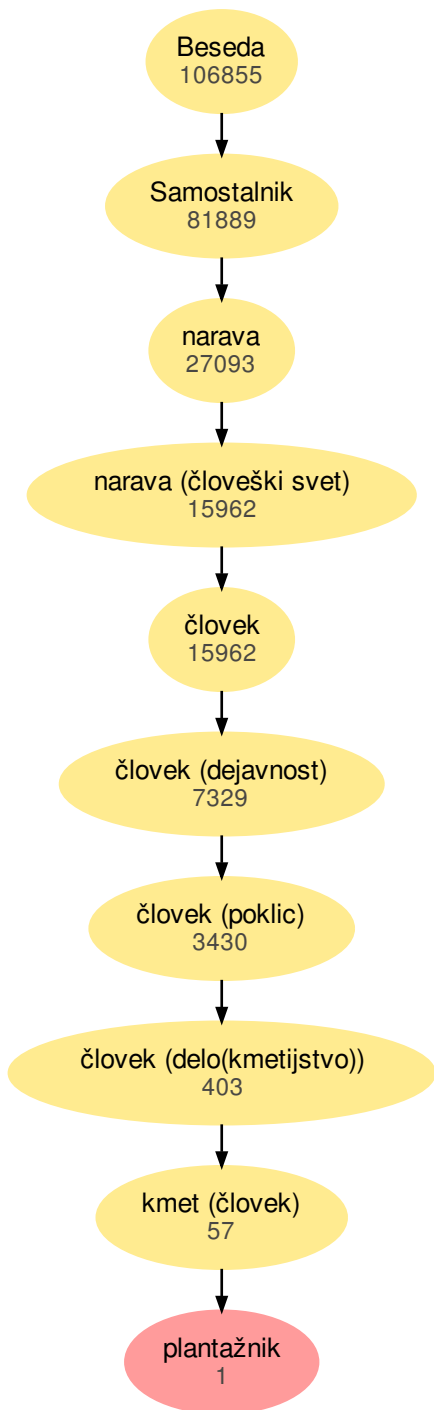 Beseda
106855
Samostalnik
81889
narava
27093
narava (človeški svet)
15962
človek
15962
človek (dejavnost)
7329
človek (poklic)
3430
človek (delo(kmetijstvo))
403
kmet (človek)
57
plantažnik
1